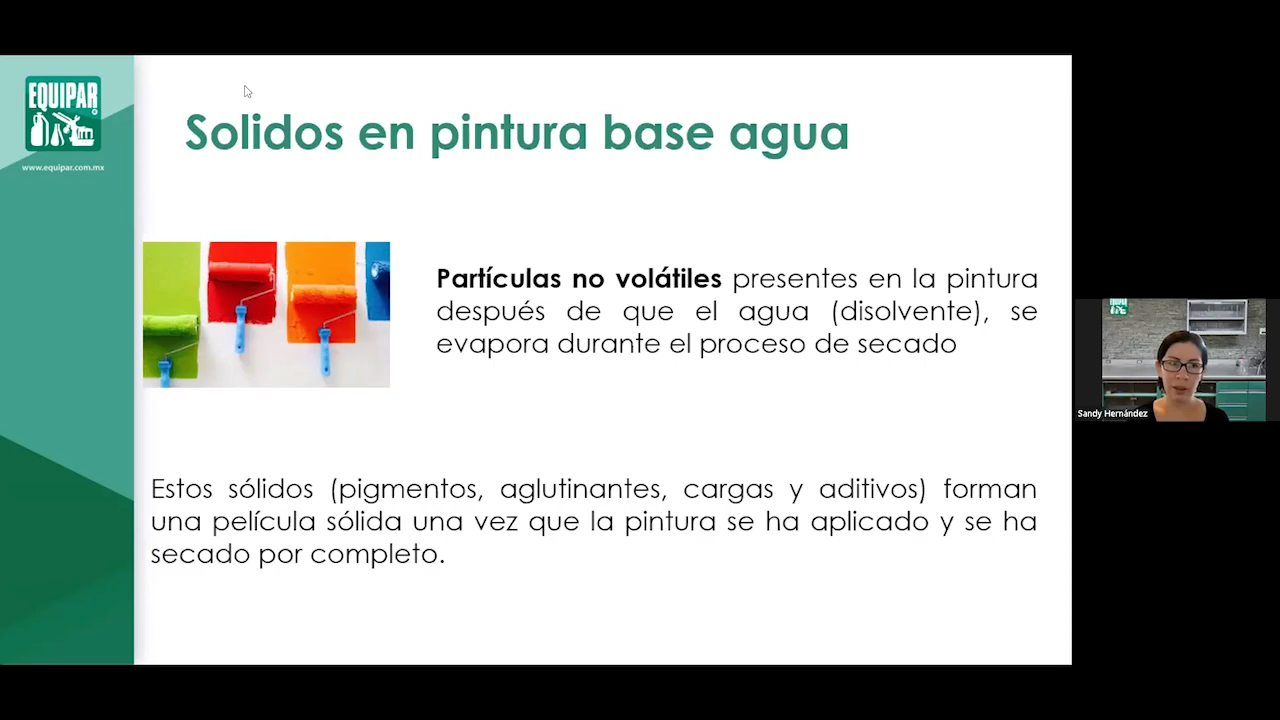 EQUIPAR
www.equipar.com.mx
Solidos en pintura base agua
Partículas no volátiles presentes en la pintura
después de que el agua (disolvente), se
evapora durante el proceso de secado
Estos sólidos (pigmentos, aglutinantes, cargas y aditivos) forman
una película sólida una vez que la pintura se ha aplicado y se ha
secado por completo.
Sandy Hernández